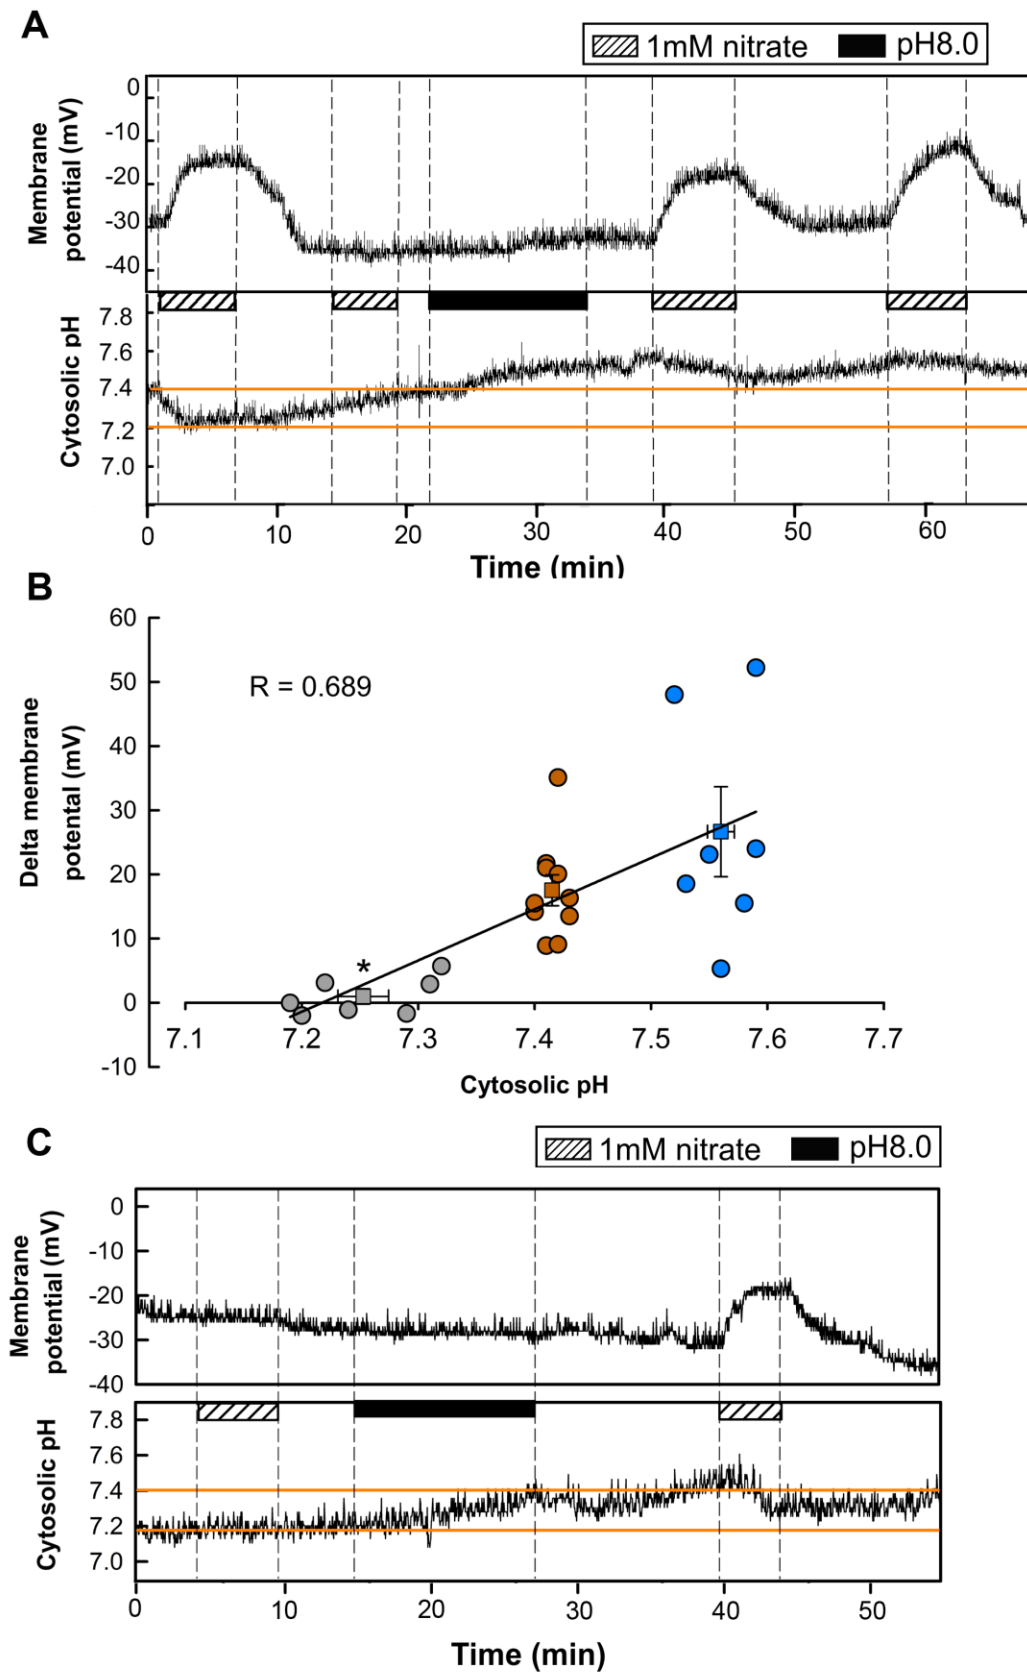 A
1mM nitrate pH8.0
Membrane
potential (mV)
0
-10
-20
-30
-40
Cytosolic pH
7.8
7.6
7.4
7.2
7.0
0 10 20 30 40 50 60
Time (min)
B
Delta membrane
potental (mV)
60
50
40
30
20
10
0
-10
R = 0.689
*
7.1 7.2 7.3 7.4 7.5 7.6 7.7
Cytosolic pH
C
1mM nitrate pH8.0
Membrane
potential (mV)
0
-10
-20
-30
-40
Cytosolic pH
7.8
7.4
7.2
7.0
0 10 20 30 40 50
Time (min)